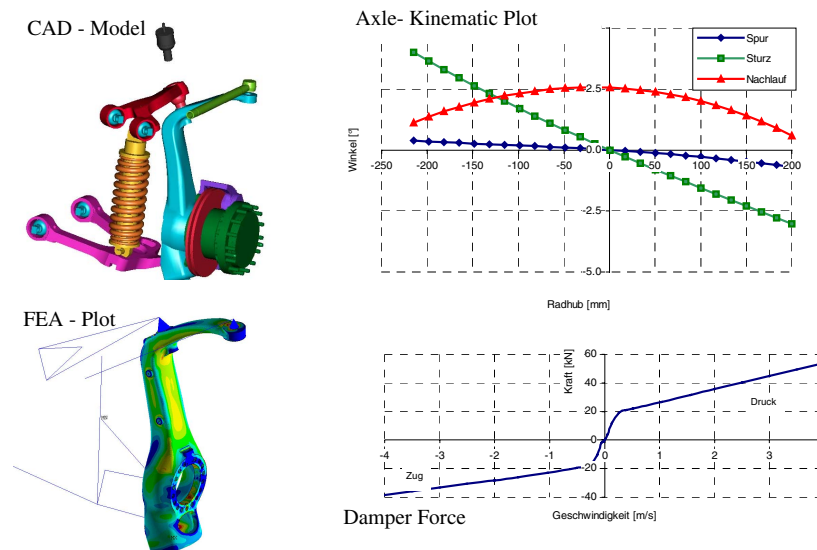 CAD - Model
Axle- Kinematic Plot
Spur
Sturz
Nachlauf
Winkel [°]
2.5
0.0
-2.5
-5.0
-250 -200 -150 -100 -50 0 50 100 150 200
Radhub [mm]
FEA - Plot
Kraft [kN]
60
40
20
0
-20
-40
-4 -3 -2 -1 0 1 2 3
Druck
Zug
Damper Force
Geschwindigkeit [m/s]